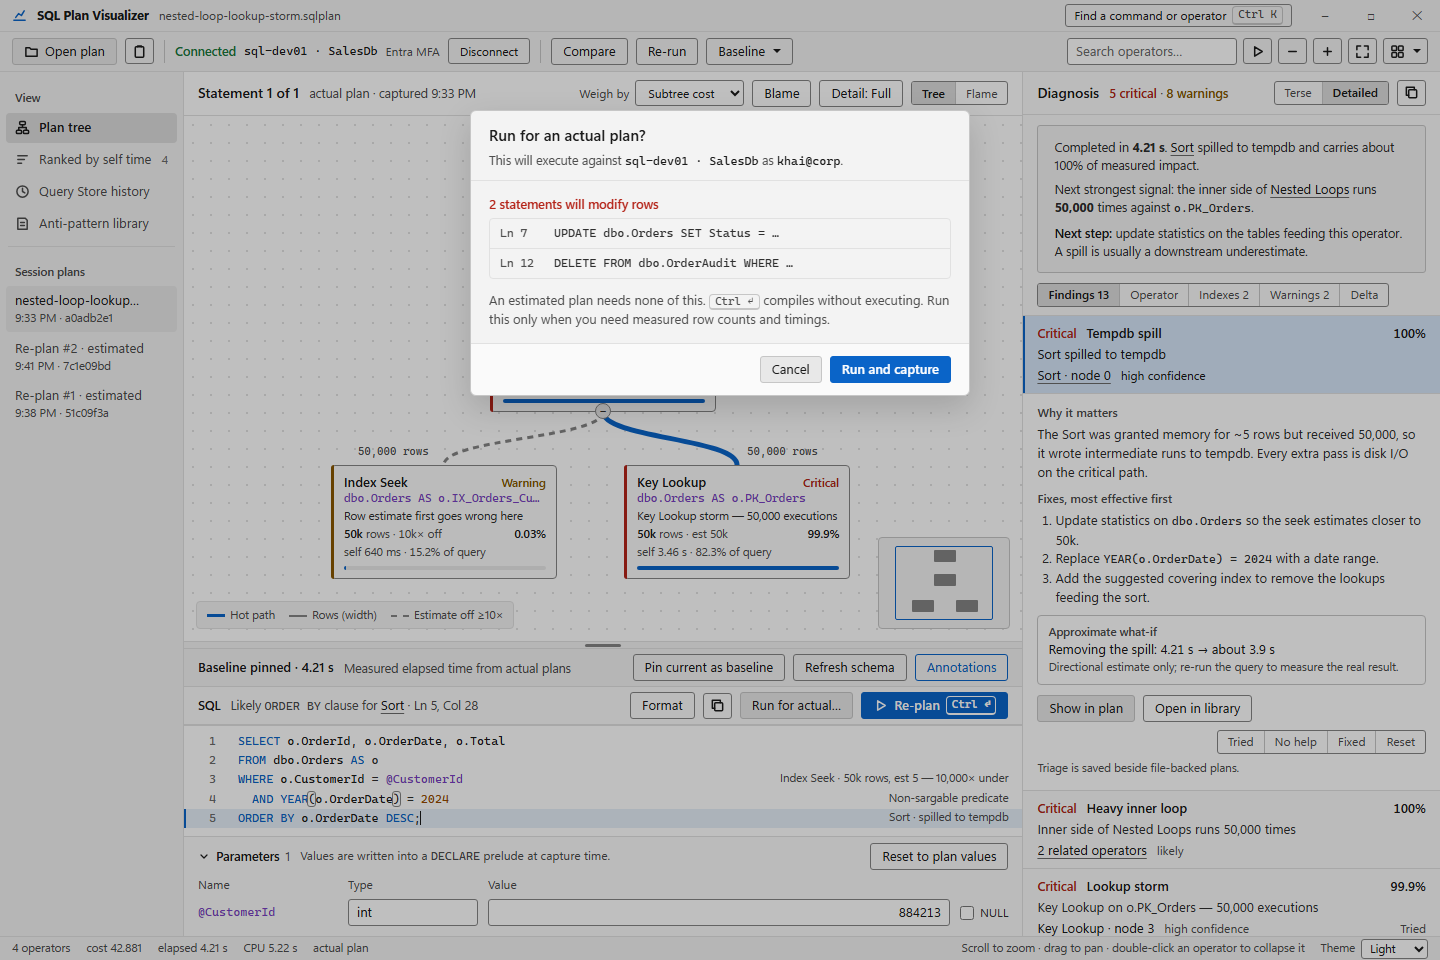 SQL Plan Visualizer nested-loop-lookup-storm.sqlplan
Find a command or operator Ctrl K
Open plan
Connected sql-dev01 · SalesDb Entra MFA
Disconnect
Compare
Re-run
Baseline
Search operators...
View
Plan tree
Ranked by self time 4
Query Store history
Anti-pattern library
Session plans
nested-loop-lookup...
9:33 PM · a0adb2e1
Re-plan #2 · estimated
9:41 PM · 7c1e09bd
Re-plan #1 · estimated
9:38 PM · 51c09f3a
Statement 1 of 1 actual plan · captured 9:33 PM
Weigh by Subtree cost
Blame
Detail: Full
Tree Flame
Run for an actual plan?
This will execute against sql-dev01 · SalesDb as khai@corp.
2 statements will modify rows
Ln 7 UPDATE dbo.Orders SET Status = …
Ln 12 DELETE FROM dbo.OrderAudit WHERE …
An estimated plan needs none of this. Ctrl ⏎ compiles without executing. Run
this only when you need measured row counts and timings.
Cancel
Run and capture
50,000 rows
50,000 rows
Index Seek Warning
dbo.Orders AS o.IX_Orders_Cu…
Row estimate first goes wrong here
50k rows · 10k× off 0.03%
self 640 ms · 15.2% of query
Key Lookup Critical
dbo.Orders AS o.PK_Orders
Key Lookup storm — 50,000 executions
50k rows · est 50k 99.9%
self 3.46 s · 82.3% of query
Hot path Rows (width) Estimate off ≥10×
Baseline pinned · 4.21 s Measured elapsed time from actual plans
Pin current as baseline
Refresh schema
Annotations
SQL Likely ORDER BY clause for Sort · Ln 5, Col 28
Format
Run for actual...
Re-plan Ctrl ⏎
1 SELECT o.OrderId, o.OrderDate, o.Total
2 FROM dbo.Orders AS o
3 WHERE o.CustomerId = @CustomerId Index Seek · 50k rows, est 5 — 10,000× under
4 AND YEAR(o.OrderDate) = 2024 Non-sargable predicate
5 ORDER BY o.OrderDate DESC; Sort · spilled to tempdb
Parameters 1 Values are written into a DECLARE prelude at capture time.
Reset to plan values
Name Type Value
@CustomerId int 884213 NULL
Diagnosis 5 critical · 8 warnings
Terse Detailed
Completed in 4.21 s. Sort spilled to tempdb and carries about
100% of measured impact.
Next strongest signal: the inner side of Nested Loops runs
50,000 times against o.PK_Orders.
Next step: update statistics on the tables feeding this operator.
A spill is usually a downstream underestimate.
Findings 13 Operator Indexes 2 Warnings 2 Delta
Critical Tempdb spill 100%
Sort spilled to tempdb
Sort · node 0 high confidence
Why it matters
The Sort was granted memory for ~5 rows but received 50,000, so
it wrote intermediate runs to tempdb. Every extra pass is disk I/O
on the critical path.
Fixes, most effective first
1. Update statistics on dbo.Orders so the seek estimates closer to
50k.
2. Replace YEAR(o.OrderDate) = 2024 with a date range.
3. Add the suggested covering index to remove the lookups
feeding the sort.
Approximate what-if
Removing the spill: 4.21 s → about 3.9 s
Directional estimate only; re-run the query to measure the real result.
Show in plan
Open in library
Tried No help Fixed Reset
Triage is saved beside file-backed plans.
Critical Heavy inner loop 100%
Inner side of Nested Loops runs 50,000 times
2 related operators likely
Critical Lookup storm 99.9%
Key Lookup on o.PK_Orders — 50,000 executions
Key Lookup · node 3 high confidence Tried
4 operators cost 42.881 elapsed 4.21 s CPU 5.22 s actual plan
Scroll to zoom · drag to pan · double-click an operator to collapse it Theme Light